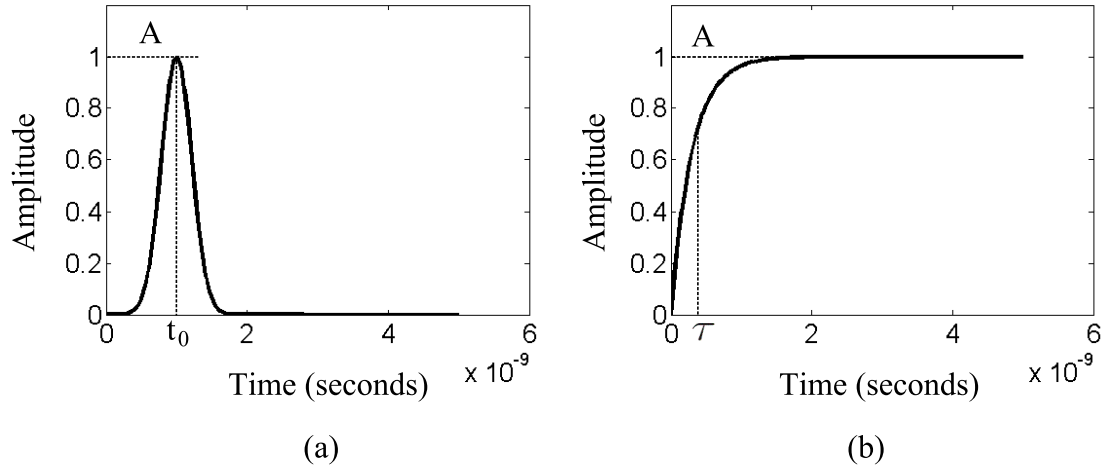 A
1
0.8
0.6
0.4
0.2
0
Amplitude
0 t₀ 2 4 6
x 10⁻⁹
Time (seconds)
(a)
A
1
0.8
0.6
0.4
0.2
0
Amplitude
0 τ 2 4 6
x 10⁻⁹
Time (seconds)
(b)